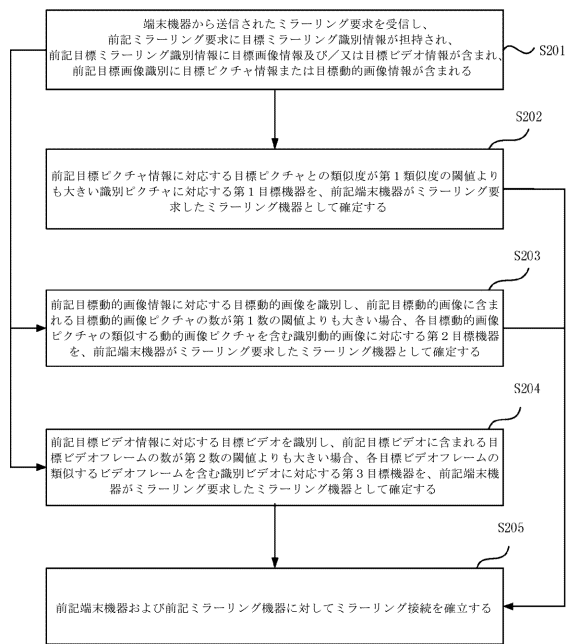 端末機器から送信されたミラーリング要求を受信し、
前記ミラーリング要求に目標ミラーリング識別情報が担持され、
前記目標ミラーリング識別情報に目標画像情報及び/又は目標ビデオ情報が含まれ、
前記目標画像識別に目標ピクチャ情報または目標動的画像情報が含まれる
S201
S202
前記目標ピクチャ情報に対応する目標ピクチャとの類似度が第1類似度の閾値より
も大きい識別ピクチャに対応する第1目標機器を、前記端末機器がミラーリング要
求したミラーリング機器として確定する
S203
前記目標動的画像情報に対応する目標動的画像を識別し、前記目標動的画像に含ま
れる目標動的画像ピクチャの数が第1数の閾値よりも大きい場合、各目標動的画像
ピクチャの類似する動的画像ピクチャを含む識別動的画像に対応する第2目標機器
を、前記端末機器がミラーリング要求したミラーリング機器として確定する
S204
前記目標ビデオ情報に対応する目標ビデオを識別し、前記目標ビデオに含まれる目
標ビデオフレームの数が第2数の閾値よりも大きい場合、各目標ビデオフレームの
類似するビデオフレームを含む識別ビデオに対応する第3目標機器を、前記端末機
器がミラーリング要求したミラーリング機器として確定する
S205
前記端末機器および前記ミラーリング機器に対してミラーリング接続を確立する